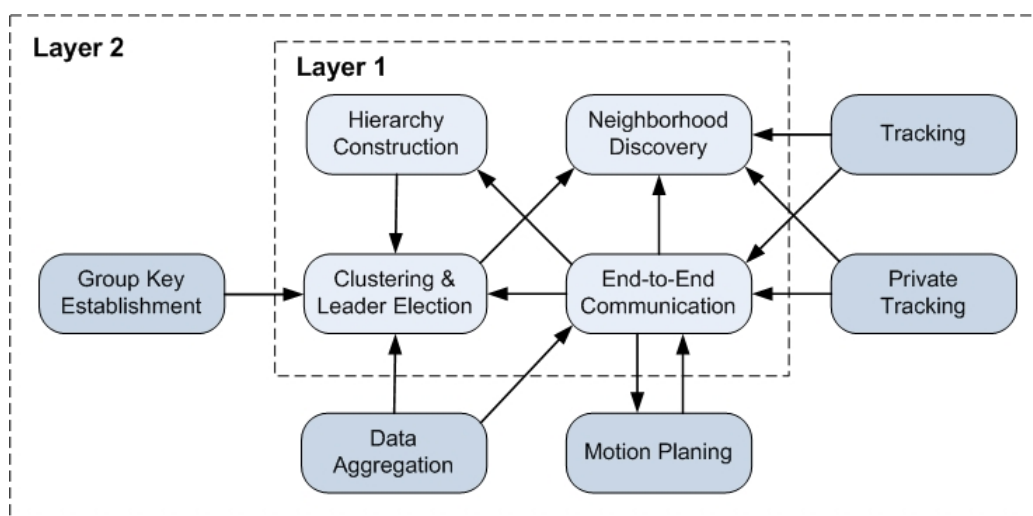 Layer 2
Layer 1
Hierarchy
Construction
Neighborhood
Discovery
Tracking
Group Key
Establishment
Clustering &
Leader Election
End-to-End
Communication
Private
Tracking
Data
Aggregation
Motion Planing